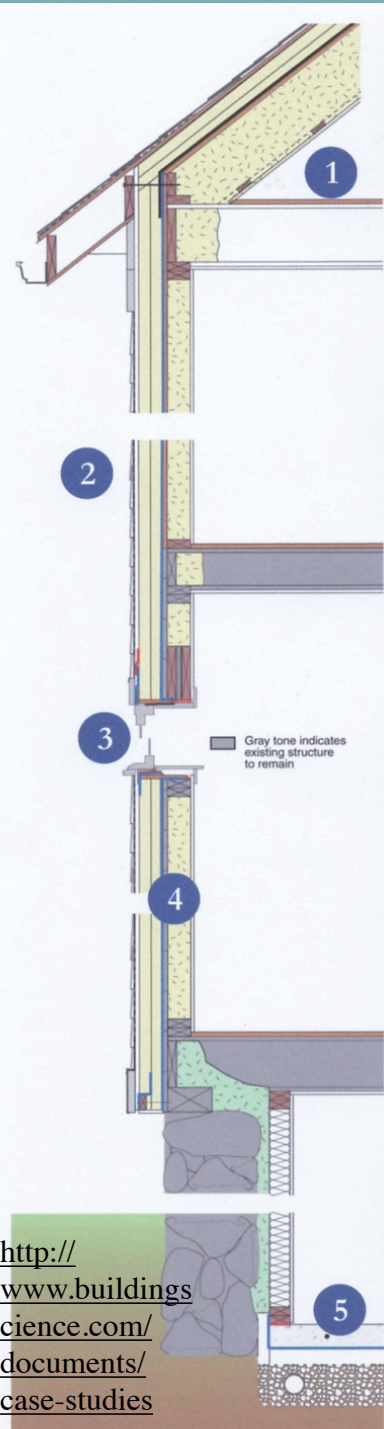 1
2
3
Gray tone indicates
existing structure
to remain
4
5
http://
www.buildings
cience.com/
documents/
case-studies